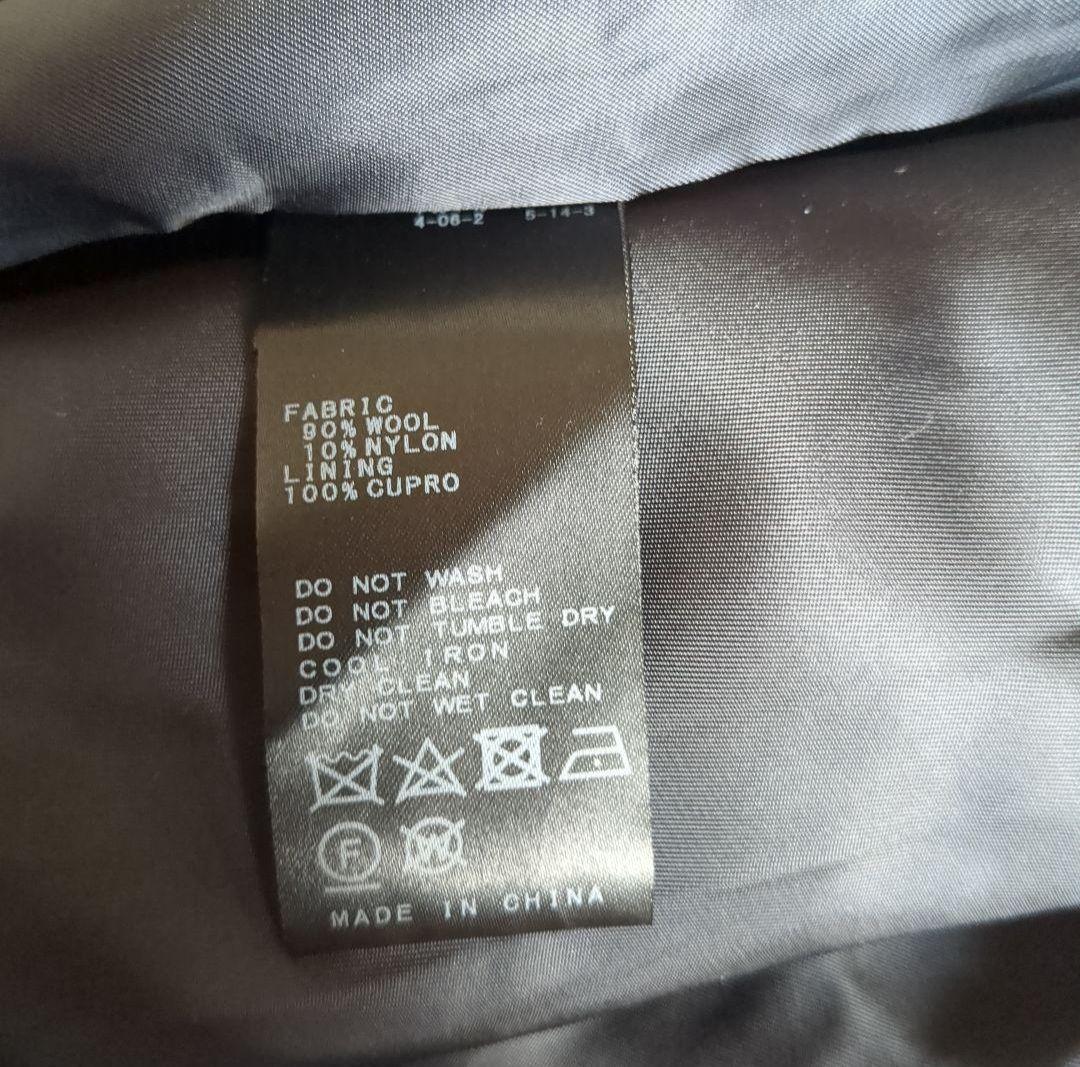 4-06-2 5-14-3
FABRIC
90% WOOL
10% NYLON
LINING
100% CUPRO
DO NOT WASH
DO NOT BLEACH
DO NOT TUMBLE DRY
COOL IRON
DRY CLEAN
DO NOT WET CLEAN
F W
MADE IN CHINA